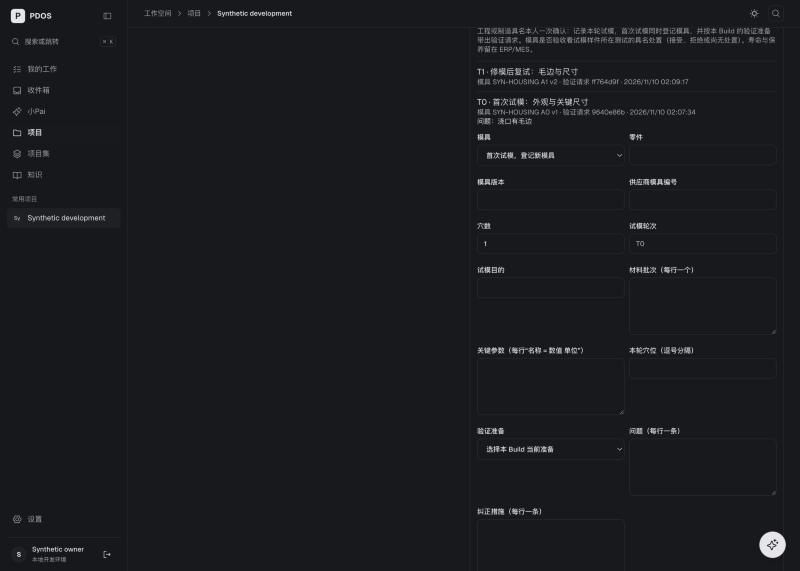 P PDOS
工作空间 > 项目 > Synthetic development
搜索或跳转 ⌘ K
我的工作
收件箱
小Pai
项目
项目集
知识
常用项目
Sy Synthetic development
设置
S Synthetic owner
本地开发环境
工程或制造具名本人一次确认：记录本轮试模，首次试模同时登记模具，并按本 Build 的验证准备
带出验证请求。模具是否验收看试模样件所在测试的具名处置（接受、拒绝或尚无处置），寿命与保
养留在 ERP/MES。
T1 · 修模后复试：毛边与尺寸
模具 SYN-HOUSING A1 v2 · 验证请求 ff764d9f · 2026/11/10 02:09:17
T0 · 首次试模：外观与关键尺寸
模具 SYN-HOUSING A0 v1 · 验证请求 9640e86b · 2026/11/10 02:07:34
问题：浇口有毛边
模具
零件
首次试模，登记新模具
模具版本
供应商模具编号
穴数
试模轮次
1
T0
试模目的
材料批次（每行一个）
关键参数（每行“名称 = 数值 单位”）
本轮穴位（逗号分隔）
验证准备
问题（每行一条）
选择本 Build 当前准备
纠正措施（每行一条）